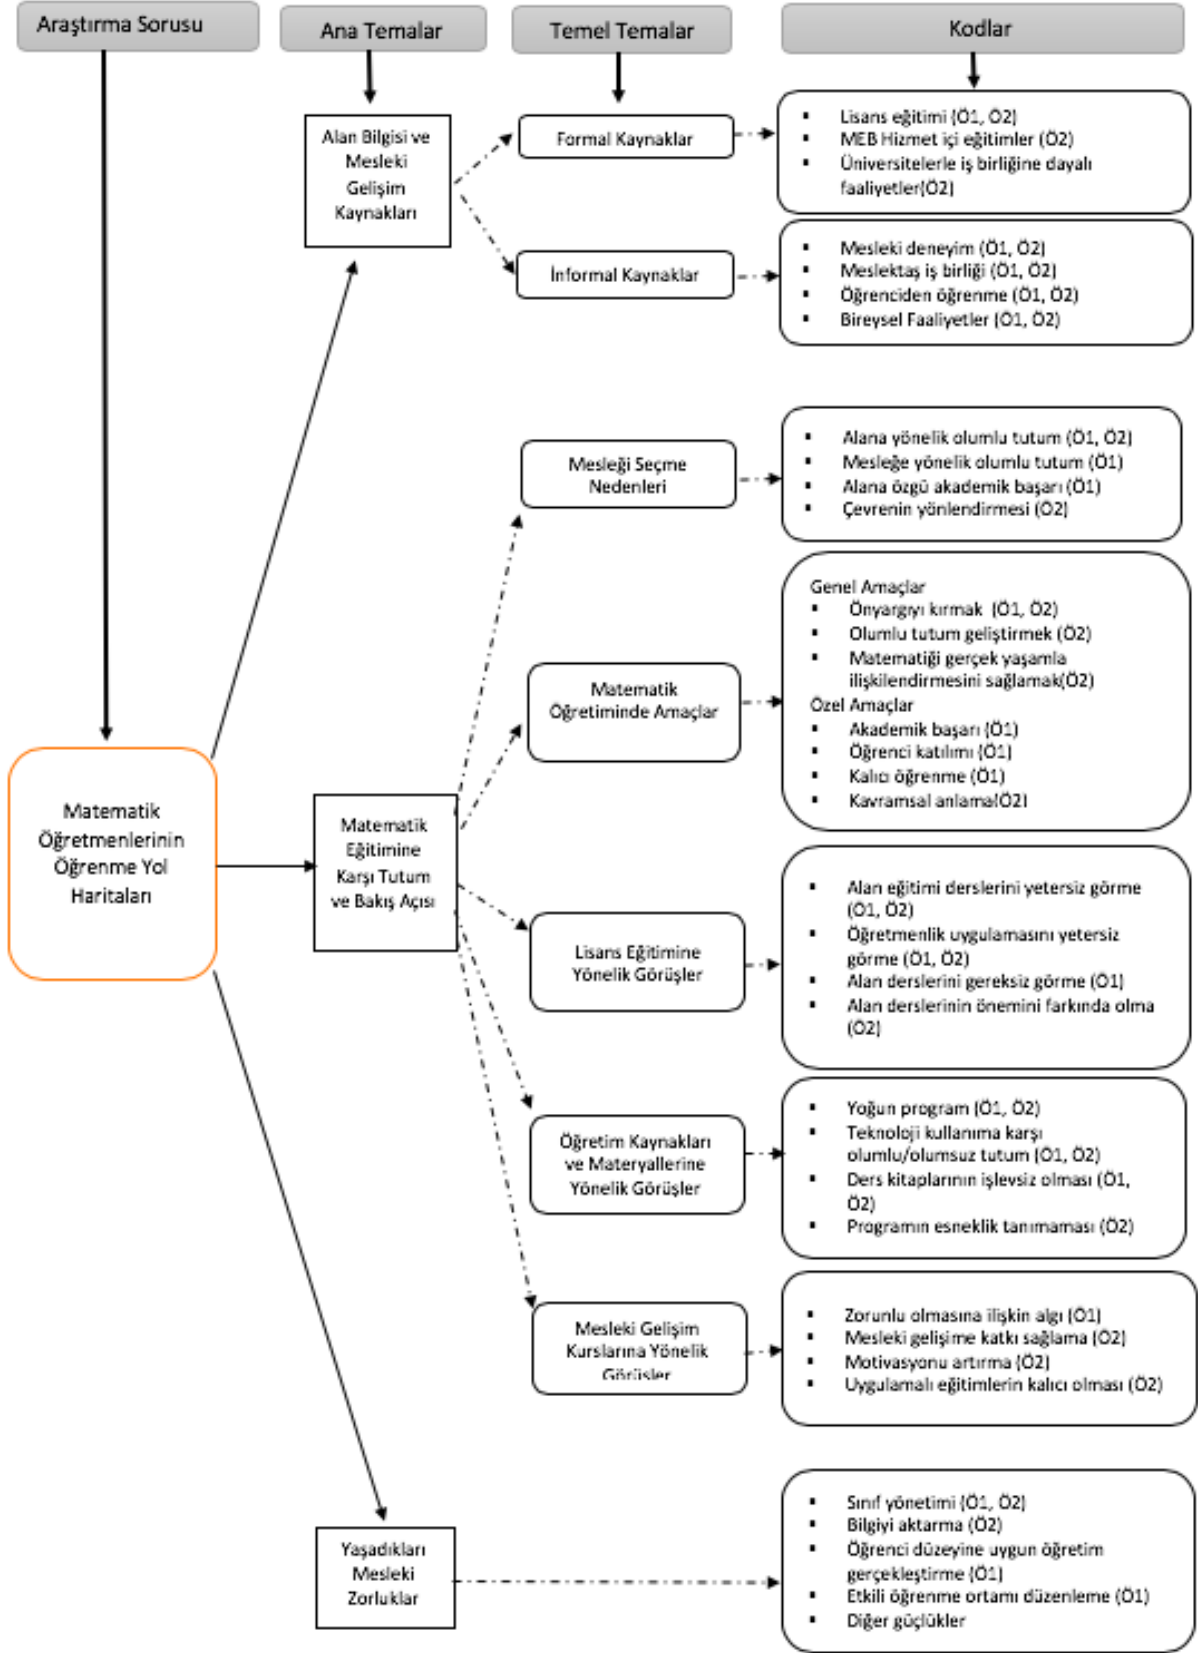 Araştırma Sorusu
Ana Temalar
Temel Temalar
Kodlar
Alan Bilgisi ve
Mesleki
Gelişim
Kaynakları
Formal Kaynaklar
▪ Lisans eğitimi (Ö1, Ö2)
▪ MEB Hizmet içi eğitimler (Ö2)
▪ Üniversitelerle iş birliğine dayalı
faaliyetler(Ö2)
İnformal Kaynaklar
▪ Mesleki deneyim (Ö1, Ö2)
▪ Meslektaş iş birliği (Ö1, Ö2)
▪ Öğrenciden öğrenme (Ö1, Ö2)
▪ Bireysel Faaliyetler (Ö1, Ö2)
Matematik
Öğretmenlerinin
Öğrenme Yol
Haritaları
Matematik
Eğitimine
Karşı Tutum
ve Bakış Açısı
Mesleği Seçme
Nedenleri
▪ Alana yönelik olumlu tutum (Ö1, Ö2)
▪ Mesleğe yönelik olumlu tutum (Ö1)
▪ Alana özgü akademik başarı (Ö1)
▪ Çevrenin yönlendirmesi (Ö2)
Matematik
Öğretiminde Amaçlar
Genel Amaçlar
▪ Önyargıyı kırmak (Ö1, Ö2)
▪ Olumlu tutum geliştirmek (Ö2)
▪ Matematiği gerçek yaşamla
ilişkilendirmesini sağlamak(Ö2)
Özel Amaçlar
▪ Akademik başarı (Ö1)
▪ Öğrenci katılımı (Ö1)
▪ Kalıcı öğrenme (Ö1)
▪ Kavramsal anlama(Ö2)
Lisans Eğitimine
Yönelik Görüşler
▪ Alan eğitimi derslerini yetersiz görme
(Ö1, Ö2)
▪ Öğretmenlik uygulamasını yetersiz
görme (Ö1, Ö2)
▪ Alan derslerini gereksiz görme (Ö1)
▪ Alan derslerinin önemini farkında olma
(Ö2)
Öğretim Kaynakları
ve Materyallerine
Yönelik Görüşler
▪ Yoğun program (Ö1, Ö2)
▪ Teknoloji kullanıma karşı
olumlu/olumsuz tutum (Ö1, Ö2)
▪ Ders kitaplarının işlevsiz olması (Ö1,
Ö2)
▪ Programın esneklik tanımaması (Ö2)
Mesleki Gelişim
Kurslarına Yönelik
Görüşler
▪ Zorunlu olmasına ilişkin algı (Ö1)
▪ Mesleki gelişime katkı sağlama (Ö2)
▪ Motivasyonu artırma (Ö2)
▪ Uygulamalı eğitimlerin kalıcı olması (Ö2)
Yaşadıkları
Mesleki
Zorluklar
▪ Sınıf yönetimi (Ö1, Ö2)
▪ Bilgiyi aktarma (Ö2)
▪ Öğrenci düzeyine uygun öğretim
gerçekleştirme (Ö1)
▪ Etkili öğrenme ortamı düzenleme (Ö1)
▪ Diğer güçlükler